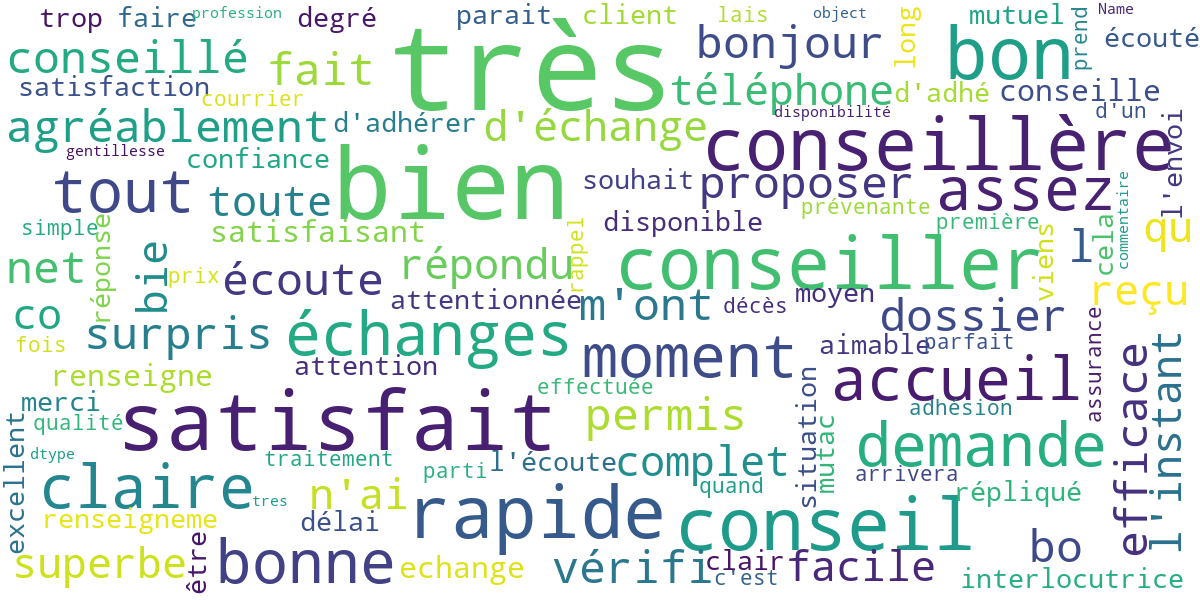 trop
faire
profession
degré
parait
client
lais
object
long
mutuel
prend
Name
écouté
conseillé
fait
très
bonjour
bon
satisfaction
courrier
téléphone
d'adhé
conseille
d'un
agréablement
d'adhérer
d'échange
disponibilité
conseillère
l'envoi
gentillesse
confiance
bien
souhait
proposer
assez
commentaire
tout
toute
disponible
prévenante
première
qu
simple
réponse
satisfaisant
rappel
conseiller
viens
l
cela
net
bie
prix
écoute
répondu
reçu
co
surpris
attentionnée
m'ont
décès
moyen
dossier
fois
échanges
moment
aimable
parfait
assurance
efficace
l'instant
renseigne
attention
effectuée
accueil
merci
qualité
satisfait
permis
situation
mutac
adhésion
demande
excellent
dtype
traitement
parti
l'écoute
complet
quand
arrivera
répliqué
claire
tres
n'ai
rapide
conseil
renseigneme
délai
bo
superbe
être
bonne
echange
vérifi
clair
c'est
facile
interlocutrice